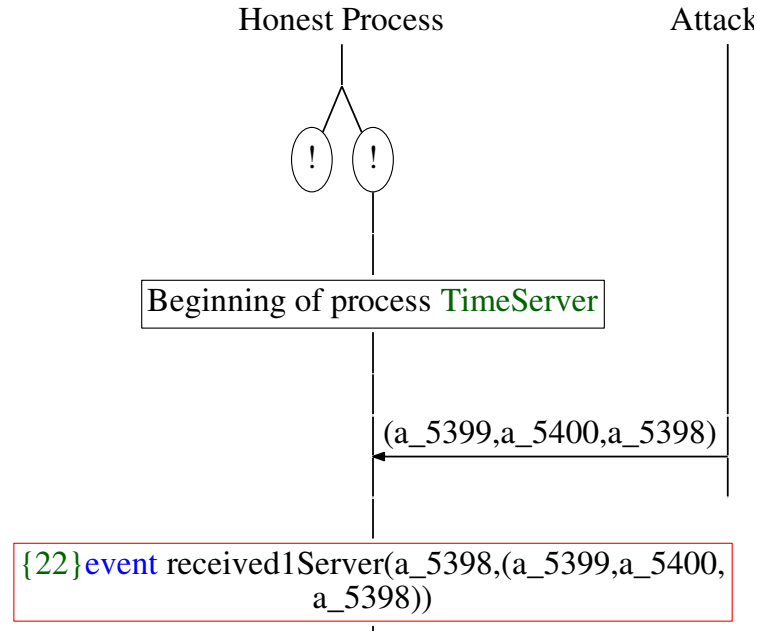 Honest Process
Attack
!
!
Beginning of process TimeServer
(a_5399,a_5400,a_5398)
{22}event received1Server(a_5398,(a_5399,a_5400,
a_5398))